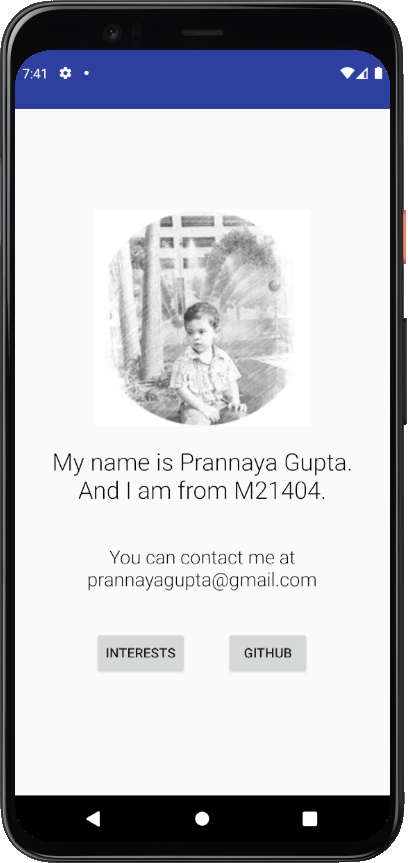 7:41
My name is Prannaya Gupta.
And I am from M21404.
You can contact me at
prannayagupta@gmail.com
INTERESTS GITHUB